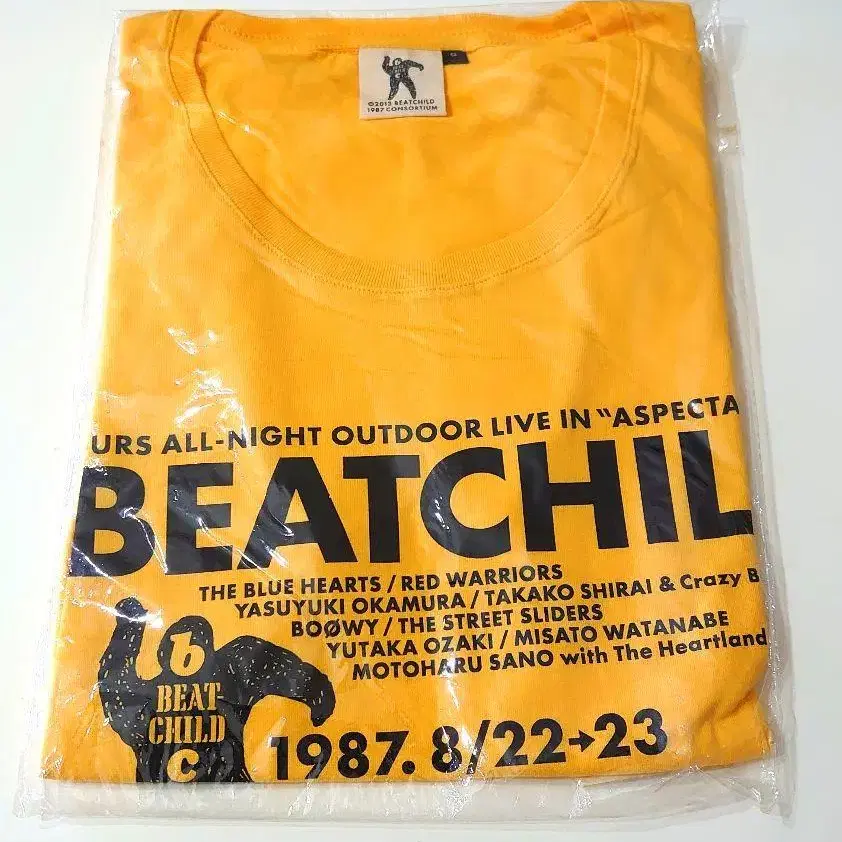 ©2013 BEATCHILD
1987 CONSORTIUM
URS ALL-NIGHT OUTDOOR LIVE IN "ASPECTA
BEATCHIL
THE BLUE HEARTS / RED WARRIORS
YASUYUKI OKAMURA / TAKAKO SHIRAI & Crazy B
BOØWY / THE STREET SLIDERS
YUTAKA OZAKI / MISATO WATANABE
MOTOHARU SANO with The Heartland
b
BEAT
CHILD
C
1987. 8/22→23